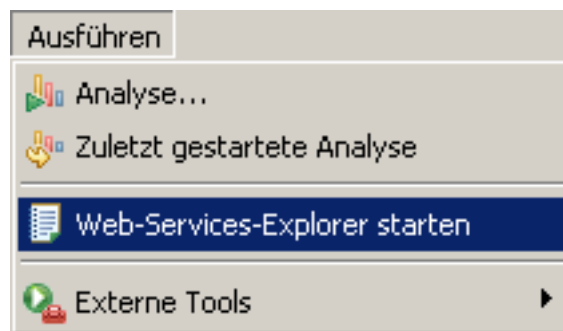 Ausführen
Analyse...
Zuletzt gestartete Analyse
Web-Services-Explorer starten
Externe Tools